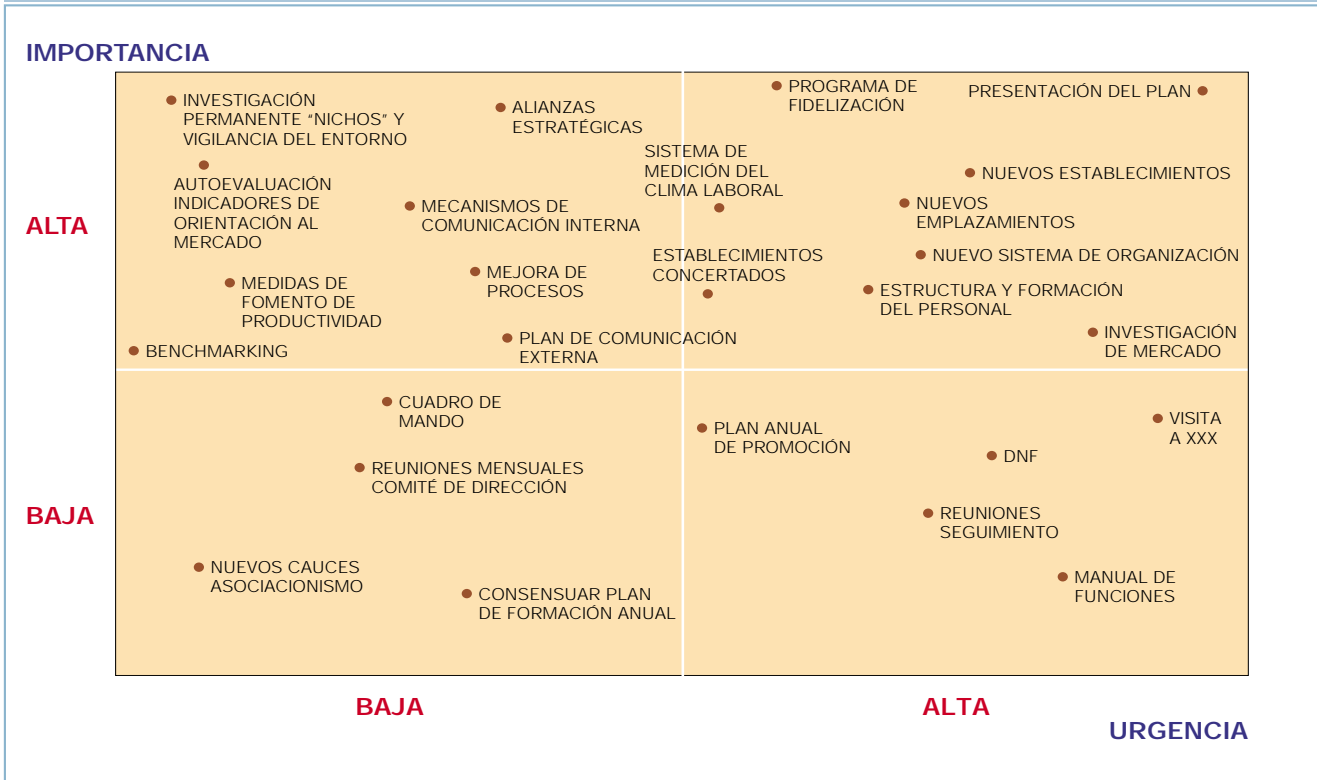 IMPORTANCIA
INVESTIGACIÓN
PERMANENTE “NICHOS” Y
VIGILANCIA DEL ENTORNO
ALIANZAS
ESTRATÉGICAS
PROGRAMA DE
FIDELIZACIÓN
PRESENTACIÓN DEL PLAN
AUTOEVALUACIÓN
INDICADORES DE
ORIENTACIÓN AL
MERCADO
MECANISMOS DE
COMUNICACIÓN INTERNA
SISTEMA DE
MEDICIÓN DEL
CLIMA LABORAL
NUEVOS ESTABLECIMIENTOS
NUEVOS
EMPLAZAMIENTOS
ALTA
MEDIDAS DE
FOMENTO DE
PRODUCTIVIDAD
MEJORA DE
PROCESOS
ESTABLECIMIENTOS
CONCERTADOS
NUEVO SISTEMA DE ORGANIZACIÓN
ESTRUCTURA Y FORMACIÓN
DEL PERSONAL
BENCHMARKING
PLAN DE COMUNICACIÓN
EXTERNA
INVESTIGACIÓN
DE MERCADO
CUADRO DE
MANDO
PLAN ANUAL
DE PROMOCIÓN
VISITA
A XXX
REUNIONES MENSUALES
COMITÉ DE DIRECCIÓN
DNF
BAJA
REUNIONES
SEGUIMIENTO
NUEVOS CAUCES
ASOCIACIONISMO
CONSENSUAR PLAN
DE FORMACIÓN ANUAL
MANUAL DE
FUNCIONES
BAJA
ALTA
URGENCIA